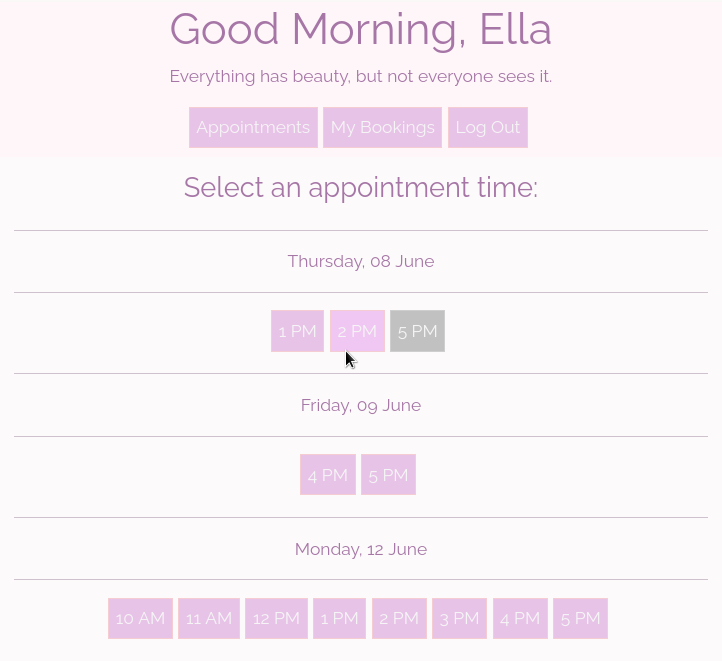 Good Morning, Ella
Everything has beauty, but not everyone sees it.
Appointments My Bookings Log Out
Select an appointment time:
Thursday, 08 June
1 PM 2 PM 5 PM
Friday, 09 June
4 PM 5 PM
Monday, 12 June
10 AM 11 AM 12 PM 1 PM 2 PM 3 PM 4 PM 5 PM